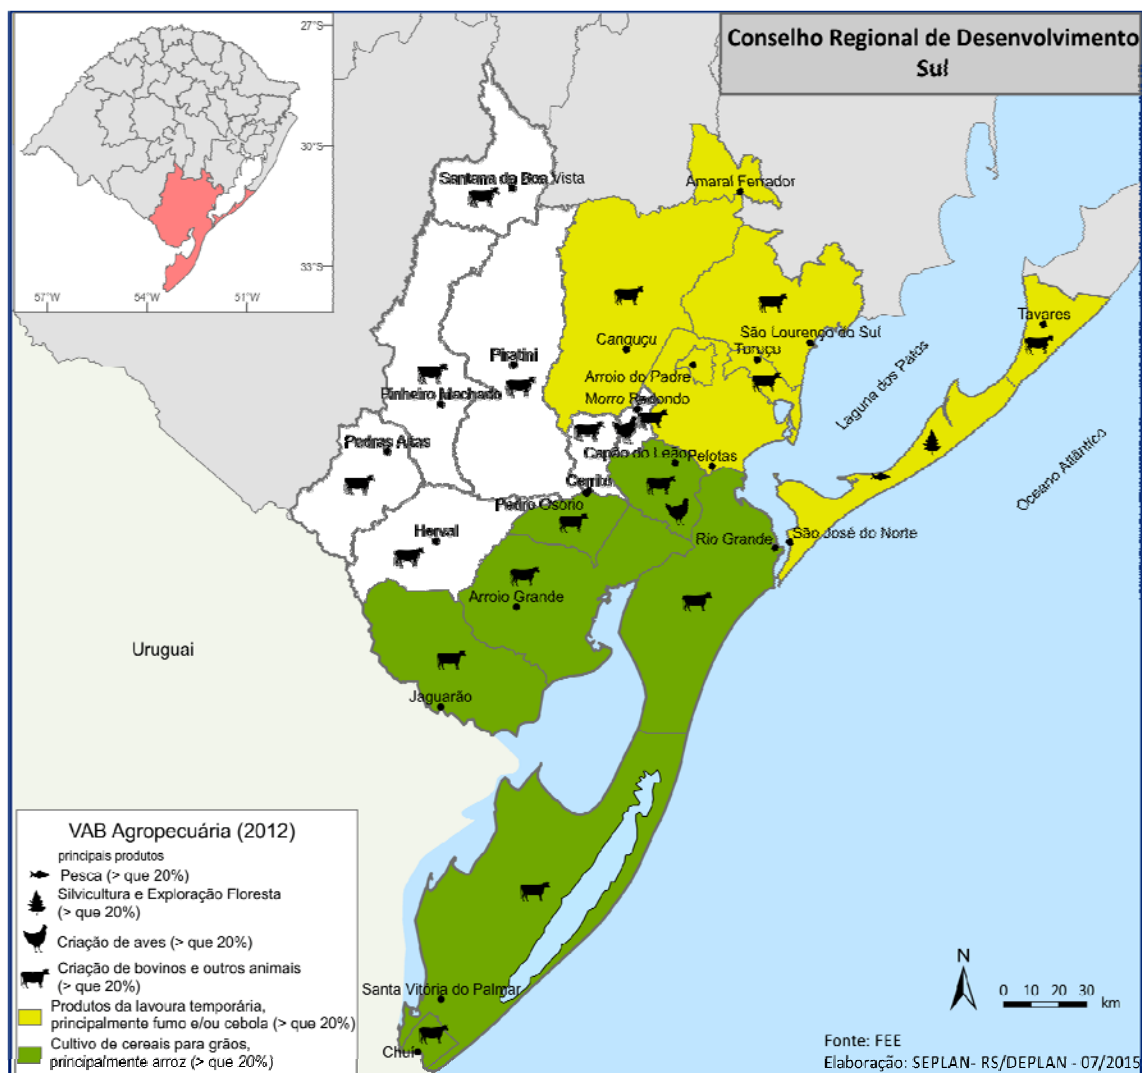 Conselho Regional de Desenvolvimento
Sul
27°S
30°S
33°S
57°W
54°W
51°W
Santana da Boa Vista
Amaral Ferrador
Tavares
São Lourenço do Sul
Canguçu
Turuçu
Piratini
Arroio do Padre
Laguna dos Patos
Pinheiro Machado
Morro Redondo
Pedras Altas
Capão do Leão
Pelotas
Oceano Atlântico
Cerrito
Pedro Osório
Herval
Rio Grande
São José do Norte
Arroio Grande
Uruguai
Jaguarão
Santa Vitória do Palmar
Chuí
VAB Agropecuária (2012)
principais produtos
Pesca (> que 20%)
Silvicultura e Exploração Floresta
(> que 20%)
Criação de aves (> que 20%)
Criação de bovinos e outros animais
(> que 20%)
Produtos da lavoura temporária,
principalmente fumo e/ou cebola (> que 20%)
Cultivo de cereais para grãos,
principalmente arroz (> que 20%)
N
0 10 20 30
km
Fonte: FEE
Elaboração: SEPLAN- RS/DEPLAN - 07/2015